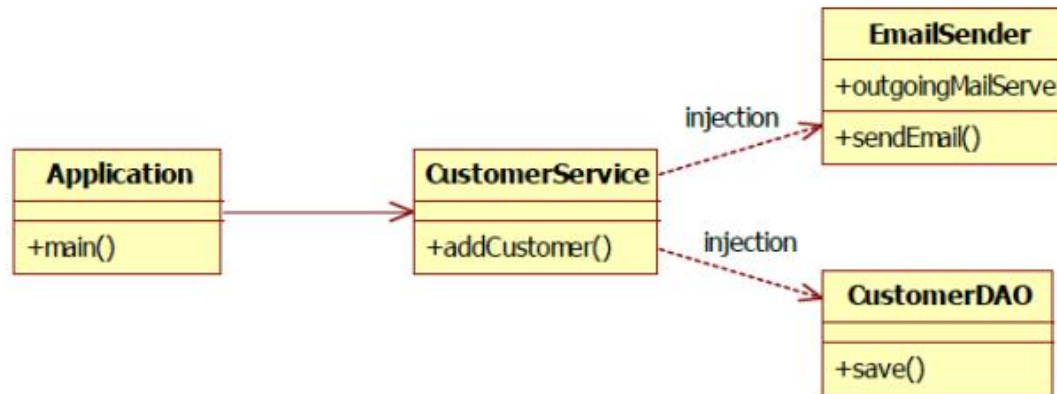 Application
+main()
CustomerService
+addCustomer()
injection
injection
EmailSender
+outgoingMailServe
+sendEmail()
CustomerDAO
+save()